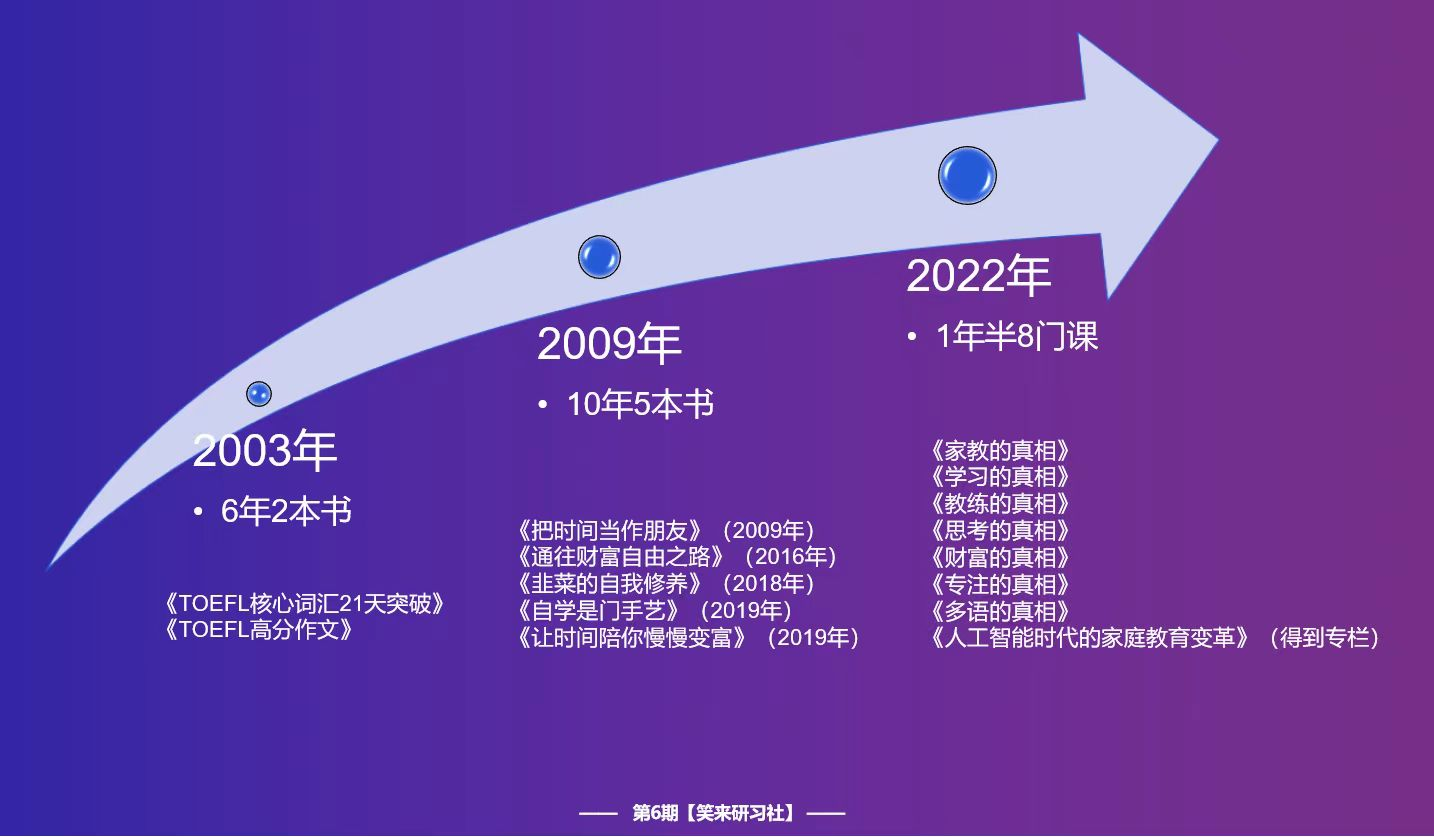 2003年
• 6年2本书
《TOEFL核心词汇21天突破》
《TOEFL高分作文》
2009年
• 10年5本书
《把时间当作朋友》（2009年）
《通往财富自由之路》（2016年）
《韭菜的自我修养》（2018年）
《自学是门手艺》（2019年）
《让时间陪你慢慢变富》（2019年）
2022年
• 1年半8门课
《家教的真相》
《学习的真相》
《教练的真相》
《思考的真相》
《财富的真相》
《专注的真相》
《多语的真相》
《人工智能时代的家庭教育变革》（得到专栏）
—— 第6期【笑来研习社】 ——